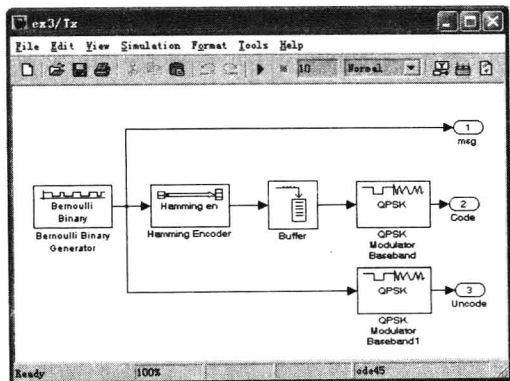 ex3/Tx
File Edit View Simulation Format Tools Help
10 Normal
1
msg
Bernoulli
Binary
Bernoulli Binary
Generator
Hamming en
Hamming Encoder
Buffer
QPSK
QPSK
Modulator
Baseband
2
Code
QPSK
QPSK
Modulator
Baseband1
3
Uncode
Ready 100% ode45